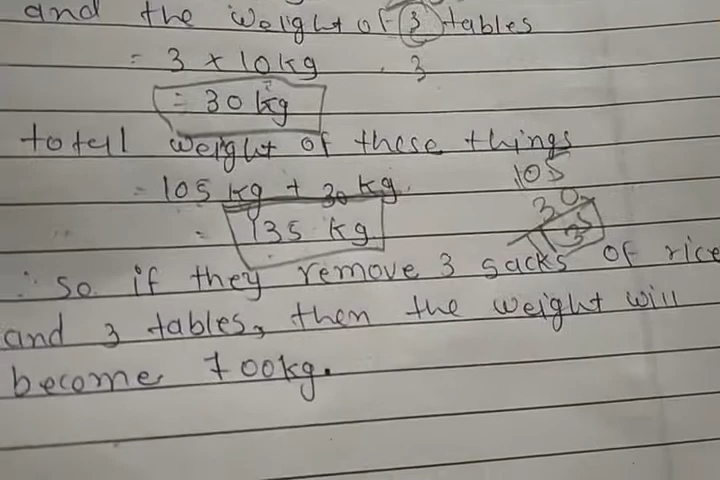 and the weight of 3 tables
= 3 × 10kg 3
= 30kg
total weight of these things
= 105 kg + 30 kg.
105
30
= 135 kg
135
∴ so if they remove 3 sacks of rice
and 3 tables, then the weight will
become 700kg.